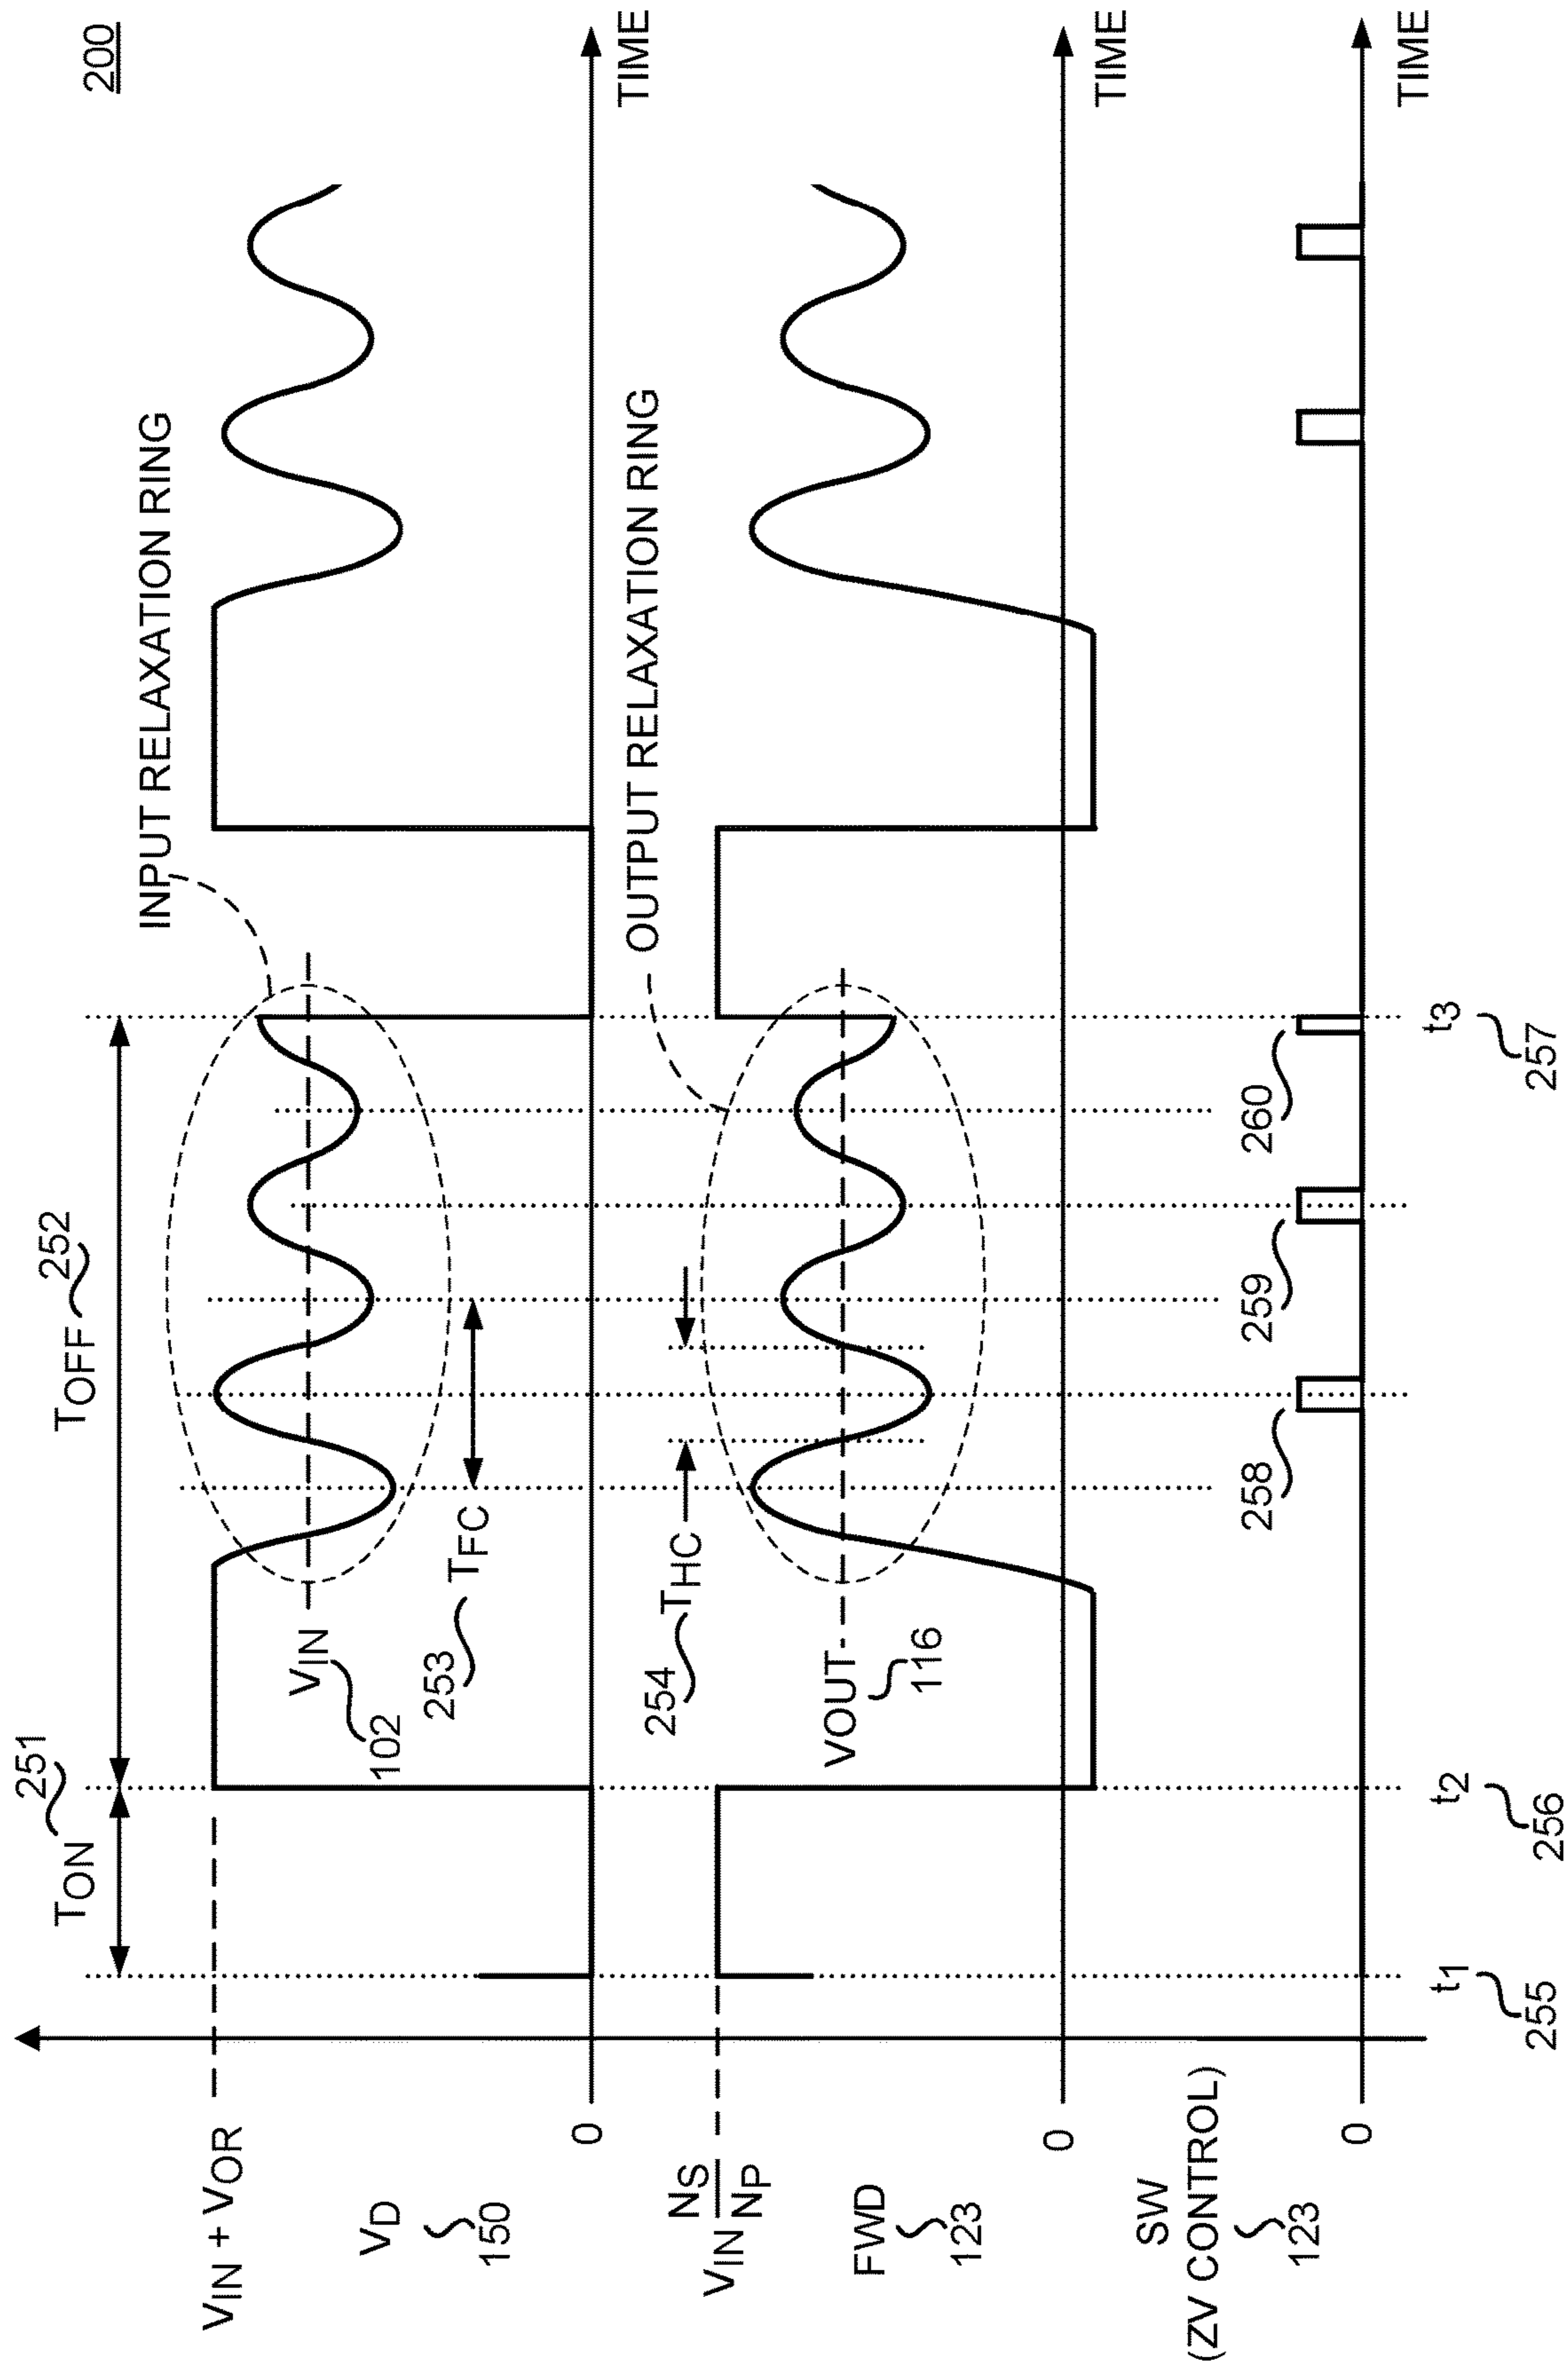 200
TON
251
TOFF
252
INPUT RELAXATION RING
VIN + VOR
VIN
102
253
TFC
VD
150
0
TIME
OUTPUT RELAXATION RING
254
THC
VIN NS
NP
VOUT
116
FWD
123
0
TIME
258
259
260
SW
(ZV CONTROL)
123
0
TIME
t1
t2
t3
255
256
257